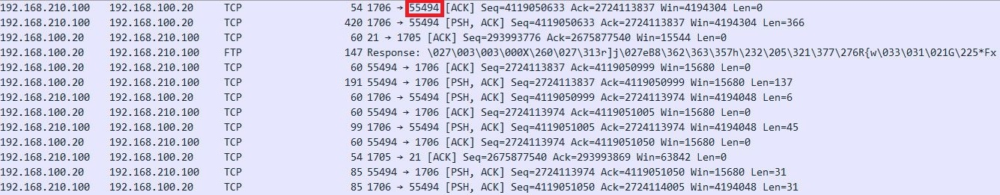 192.168.210.100 192.168.100.20 TCP 54 1706 → 55494 [ACK] Seq=4119050633 Ack=2724113837 Win=4194304 Len=0
192.168.210.100 192.168.100.20 TCP 420 1706 → 55494 [PSH, ACK] Seq=4119050633 Ack=2724113837 Win=4194304 Len=366
192.168.100.20 192.168.210.100 TCP 60 21 → 1705 [ACK] Seq=293993776 Ack=2675877540 Win=15544 Len=0
192.168.100.20 192.168.210.100 FTP 147 Response: \027\003\003\000X\260\027\313r]j\027eB8\362\363\357h\232\205\321\377\276R{w\033\031\021G\225*Fx
192.168.100.20 192.168.210.100 TCP 60 55494 → 1706 [ACK] Seq=2724113837 Ack=4119050999 Win=15680 Len=0
192.168.100.20 192.168.210.100 TCP 191 55494 → 1706 [PSH, ACK] Seq=2724113837 Ack=4119050999 Win=15680 Len=137
192.168.210.100 192.168.100.20 TCP 60 1706 → 55494 [PSH, ACK] Seq=4119050999 Ack=2724113974 Win=4194048 Len=6
192.168.100.20 192.168.210.100 TCP 60 55494 → 1706 [ACK] Seq=2724113974 Ack=4119051005 Win=15680 Len=0
192.168.210.100 192.168.100.20 TCP 99 1706 → 55494 [PSH, ACK] Seq=4119051005 Ack=2724113974 Win=4194048 Len=45
192.168.100.20 192.168.210.100 TCP 60 55494 → 1706 [ACK] Seq=2724113974 Ack=4119051050 Win=15680 Len=0
192.168.210.100 192.168.100.20 TCP 54 1705 → 21 [ACK] Seq=2675877540 Ack=293993869 Win=63842 Len=0
192.168.100.20 192.168.210.100 TCP 85 55494 → 1706 [PSH, ACK] Seq=2724113974 Ack=4119051050 Win=15680 Len=31
192.168.210.100 192.168.100.20 TCP 85 1706 → 55494 [PSH, ACK] Seq=4119051050 Ack=2724114005 Win=4194048 Len=31